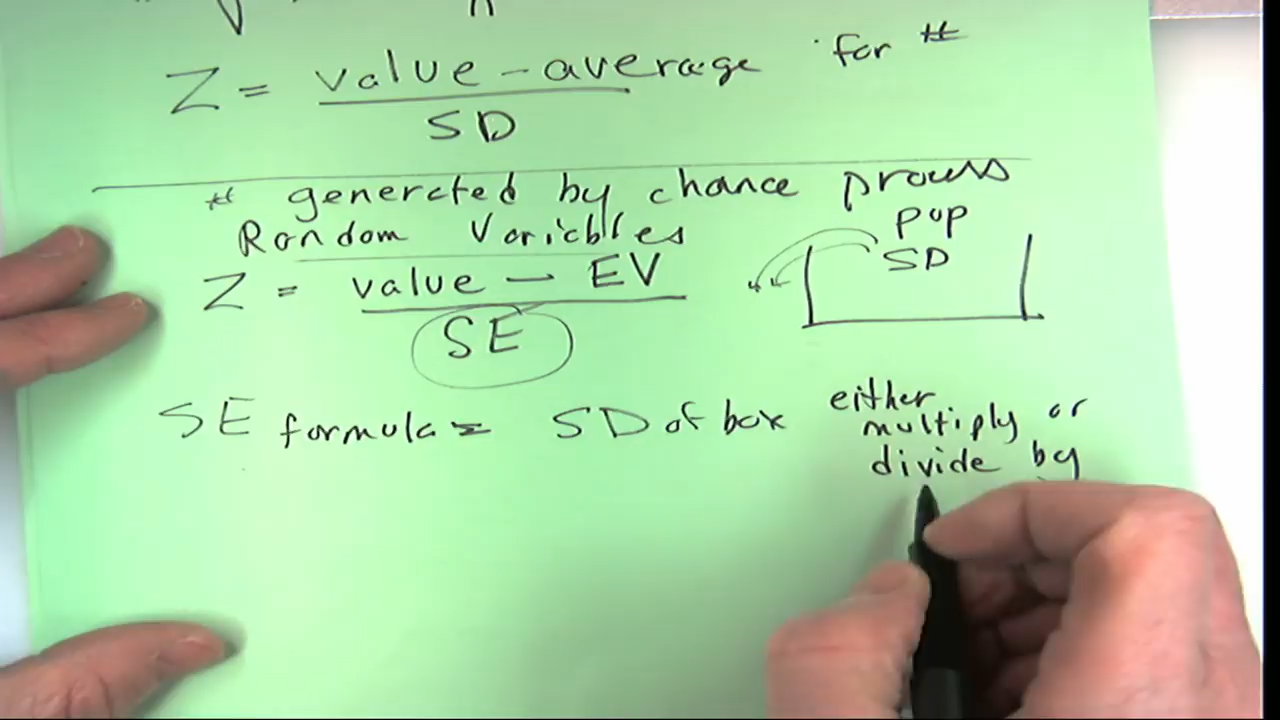 Z = value - average for #
SD
# generated by chance process
Random Variables
pop
SD
Z = value - EV
SE
SE formula = SD of box either
multiply or
divide by